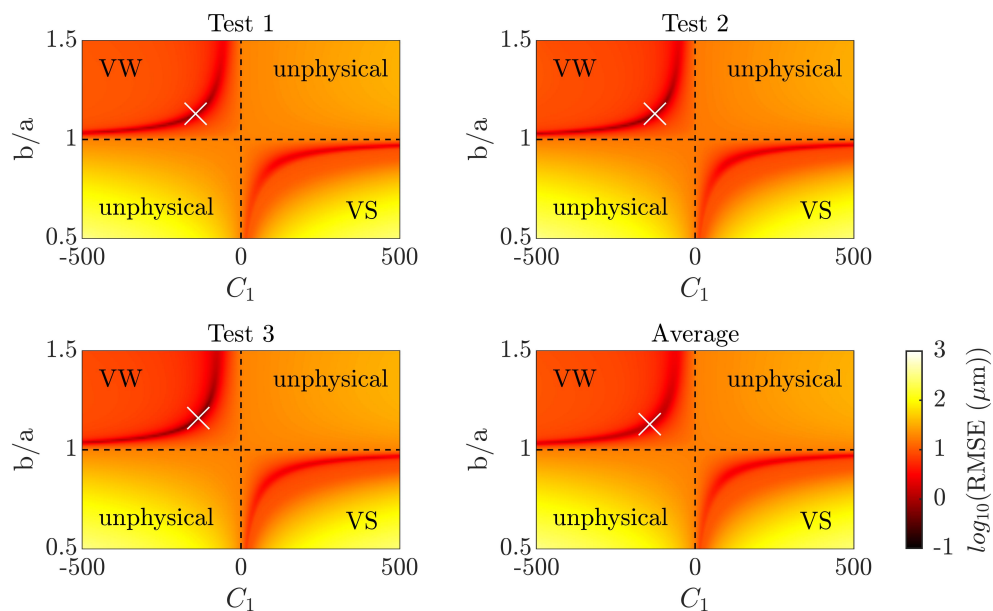 Test 1
Test 2
1.5
VW
unphysical
b/a
1
unphysical
VS
0.5
-500
0
500
C1
1.5
VW
unphysical
b/a
1
unphysical
VS
0.5
-500
0
500
C1
Test 3
Average
1.5
VW
unphysical
b/a
1
unphysical
VS
0.5
-500
0
500
C1
1.5
VW
unphysical
b/a
1
unphysical
VS
0.5
-500
0
500
C1
3
2
1
0
-1
log10(RMSE (μm))